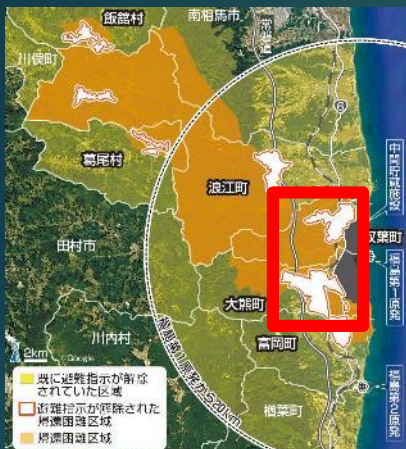 飯舘村
南相馬市
常磐道
川俣町
6
葛尾村
浪江町
中間貯蔵施設
双葉町
福島第1原発
田村市
大熊町
川内村
富岡町
福島第1原発から20km
2km
©Google
楢葉町
福島第2原発
既に避難指示が解除
されていた区域
避難指示が解除された
帰還困難区域
帰還困難区域